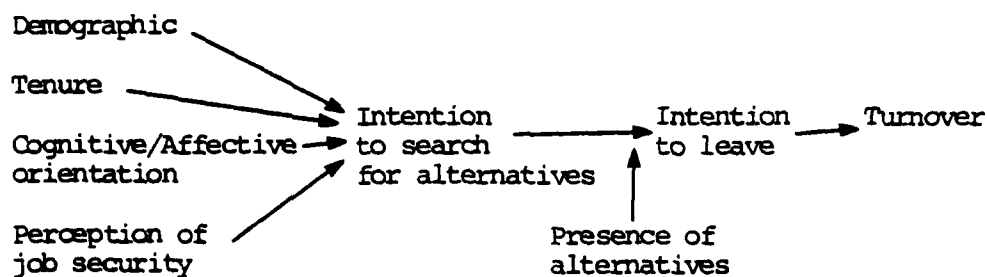 Demographic
Tenure
Cognitive/Affective
orientation
Perception of
job security
Intention
to search
for alternatives
Intention
to leave
Turnover
Presence of
alternatives